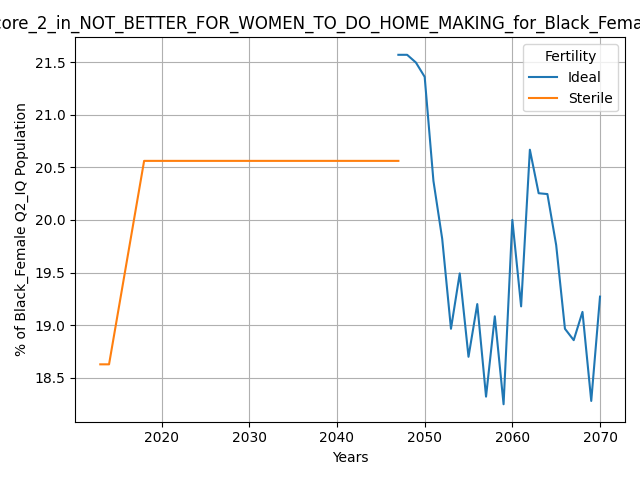 core_2_in_NOT_BETTER_FOR_WOMEN_TO_DO_HOME_MAKING_for_Black_Fema
Fertility
Ideal
Sterile
21.5
21.0
20.5
20.0
19.5
19.0
18.5
% of Black_Female Q2_IQ Population
2020 2030 2040 2050 2060 2070
Years